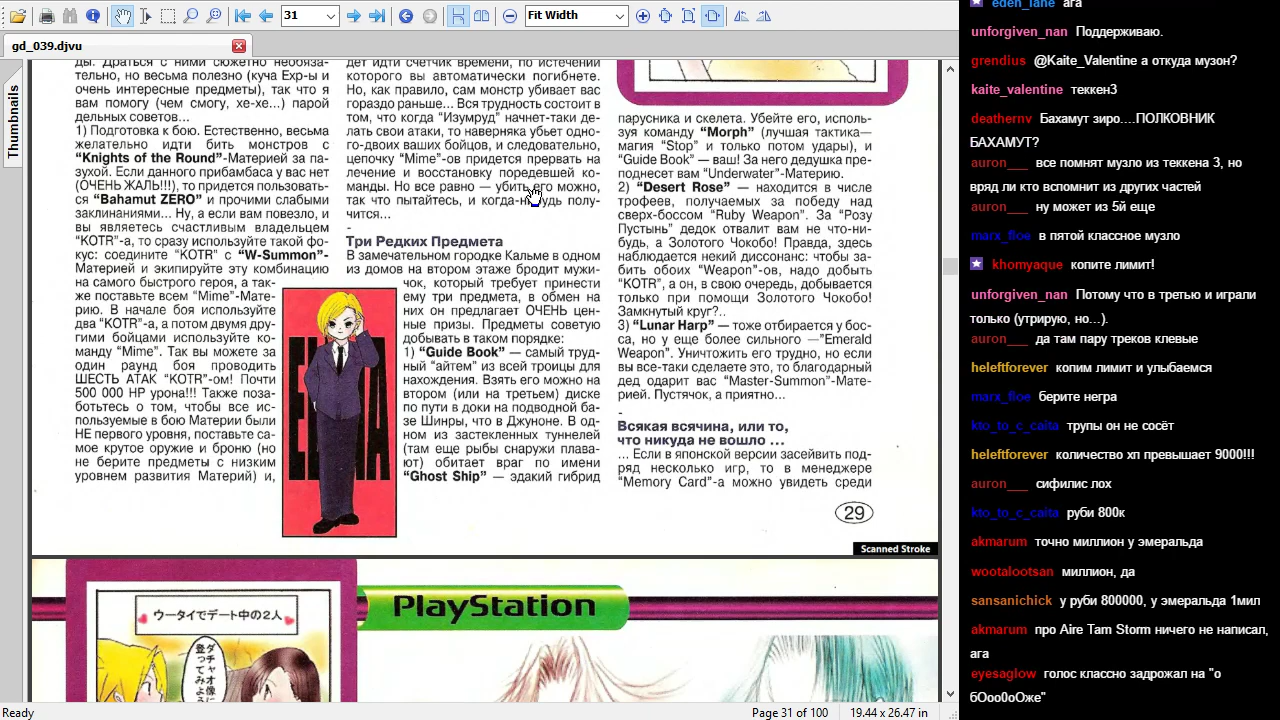 31
Fit Width
gd_039.djvu
Thumbnails
ды. Драться с ними сюжетно необяза-
тельно, но весьма полезно (куча Exp-ы и
очень интересные предметы), так что я
вам помогу (чем смогу, хе-хе...) парой
дельных советов...
1) Подготовка к бою. Естественно, весьма
желательно идти бить монстров с
"Knights of the Round"-Материей за па-
зухой. Если данного прибамбаса у вас нет
(ОЧЕНЬ ЖАЛЬ!!!), то придется пользовать-
ся "Bahamut ZERO" и прочими слабыми
заклинаниями... Ну, а если вам повезло, и
вы являетесь счастливым владельцем
"KOTR"-а, то сразу используйте такой фо-
кус: соедините "KOTR" с "W-Summon"-
Материей и экипируйте эту комбинацию
на самого быстрого героя, а так-
же поставьте всем "Mime"-Мате-
рию. В начале боя используйте
два "KOTR"-а, а потом двумя дру-
гими бойцами используйте ко-
манду "Mime". Так вы можете за
один раунд боя проводить
ШЕСТЬ АТАК "KOTR"-ом! Почти
500 000 HP урона!!! Также поза-
ботьтесь о том, чтобы все ис-
пользуемые в бою Материи были
НЕ первого уровня, поставьте са-
мое крутое оружие и броню (но
не берите предметы с низким
уровнем развития Материй) и,
дет идти счетчик времени, по истечении
которого вы автоматически погибнете.
Но, как правило, сам монстр убивает вас
гораздо раньше... Вся трудность состоит в
том, что когда "Изумруд" начнет-таки де-
лать свои атаки, то наверняка убьет одно-
го-двоих ваших бойцов, и следовательно,
цепочку "Mime"-ов придется прервать на
лечение и восстановку поредевшей ко-
манды. Но все равно — убить его можно,
так что пытайтесь, и когда-нибудь полу-
чится...
-
Три Редких Предмета
В замечательном городке Кальме в одном
из домов на втором этаже бродит мужи-
чок, который требует принести
ему три предмета, в обмен на
них он предлагает ОЧЕНЬ цен-
ные призы. Предметы советую
добывать в таком порядке:
1) "Guide Book" — самый труд-
ный "айтем" из всей троицы для
нахождения. Взять его можно на
втором (или на третьем) диске
по пути в доки на подводной ба-
зе Шинры, что в Джуноне. В од-
ном из застекленных туннелей
(там еще рыбы снаружи плава-
ют) обитает враг по имени
"Ghost Ship" — эдакий гибрид
парусника и скелета. Убейте его, исполь-
зуя команду "Morph" (лучшая тактика—
магия "Stop" и только потом удары), и
"Guide Book" — ваш! За него дедушка пре-
поднесет вам "Underwater"-Материю.
2) "Desert Rose" — находится в числе
трофеев, получаемых за победу над
сверх-боссом "Ruby Weapon". За "Розу
Пустынь" дедок отвалит вам не что-ни-
будь, а Золотого Чокобо! Правда, здесь
наблюдается некий диссонанс: чтобы за-
бить обоих "Weapon"-ов, надо добыть
"KOTR", а он, в свою очередь, добывается
только при помощи Золотого Чокобо!
Замкнутый круг?..
3) "Lunar Harp" — тоже отбирается у бос-
са, но у еще более сильного —"Emerald
Weapon". Уничтожить его трудно, но если
вы все-таки сделаете это, то благодарный
дед одарит вас "Master-Summon"-Мате-
рией. Пустячок, а приятно...
-
Всякая всячина, или то,
что никуда не вошло ...
... Если в японской версии засейвить под-
ряд несколько игр, то в менеджере
"Memory Card"-а можно увидеть среди
29
Scanned Stroke
ウータイでデート中の2人
PlayStation
ダチャオ像に
登ってみよう
Ready
Page 31 of 100
19.44 x 26.47 in
eden_lane ага
unforgiven_nan Поддерживаю.
grendius @Kaite_Valentine а откуда музон?
kaite_valentine теккен3
deathernv Бахамут зиро....ПОЛКОВНИК
БАХАМУТ?
auron___ все помнят музло из теккена 3, но
вряд ли кто вспомнит из других частей
auron___ ну может из 5й еще
marx_floe в пятой классное музло
khomyaque копите лимит!
unforgiven_nan Потому что в третью и играли
только (утрирую, но...).
auron___ да там пару треков клевые
heleftforever копим лимит и улыбаемся
marx_floe берите негра
kto_to_c_caita трупы он не сосёт
heleftforever количество хп превышает 9000!!!
auron___ сифилис лох
kto_to_c_caita руби 800к
akmarum точно миллион у эмеральда
wootalootsan миллион, да
sansanichick у руби 800000, у эмеральда 1мил
akmarum про Aire Tam Storm ничего не написал,
ага
eyesaglow голос классно задрожал на "о
бОоо0оОже"